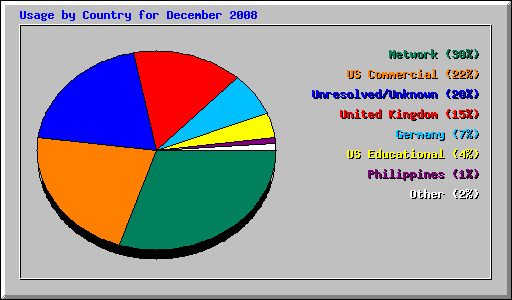 Usage by Country for December 2008
Network (30%)
US Commercial (22%)
Unresolved/Unknown (20%)
United Kingdom (15%)
Germany (7%)
US Educational (4%)
Philippines (1%)
Other (2%)